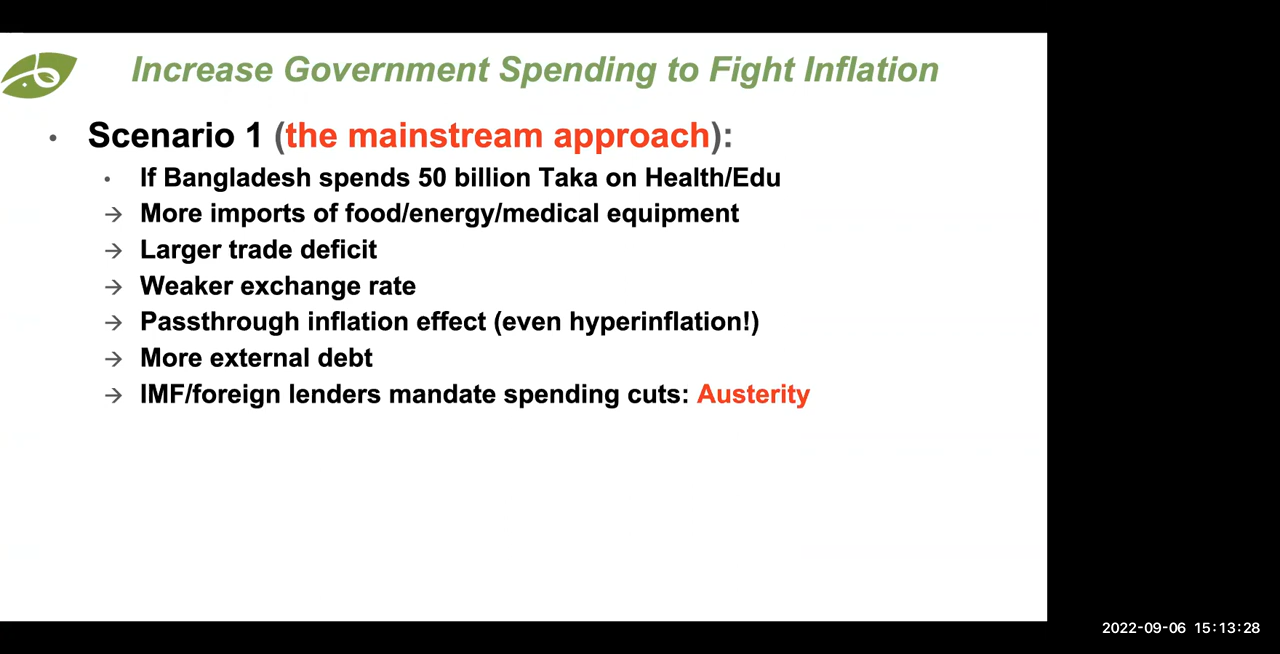 Increase Government Spending to Fight Inflation
• Scenario 1 (the mainstream approach):
• If Bangladesh spends 50 billion Taka on Health/Edu
→ More imports of food/energy/medical equipment
→ Larger trade deficit
→ Weaker exchange rate
→ Passthrough inflation effect (even hyperinflation!)
→ More external debt
→ IMF/foreign lenders mandate spending cuts: Austerity
2022-09-06 15:13:28